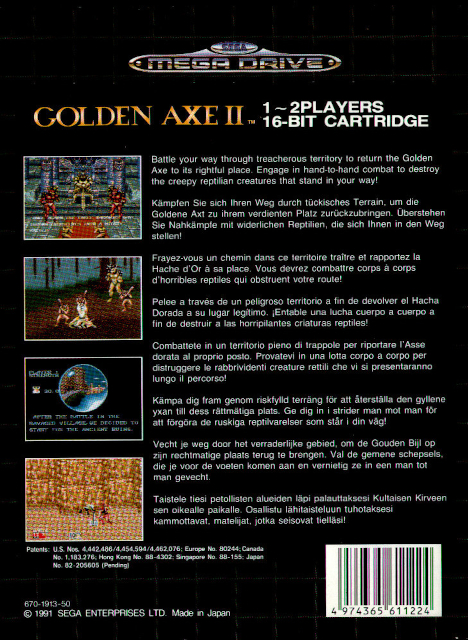 SEGA
MEGA DRIVE
GOLDEN AXE II ™
1~2PLAYERS
16-BIT CARTRIDGE
Battle your way through treacherous territory to return the Golden
Axe to its rightful place. Engage in hand-to-hand combat to destroy
the creepy reptilian creatures that stand in your way!
Kämpfen Sie sich Ihren Weg durch tückisches Terrain, um die
Goldene Axt zu ihrem verdienten Platz zurückzubringen. Überstehen
Sie Nahkämpfe mit widerlichen Reptilien, die sich Ihnen in den Weg
stellen!
Frayez-vous un chemin dans ce territoire traître et rapportez la
Hache d'Or à sa place. Vous devrez combattre corps à corps
d'horribles reptiles qui obstruent votre route!
Pelee a través de un peligroso territorio a fin de devolver el Hacha
Dorada a su lugar legítimo. ¡Entable una lucha cuerpo a cuerpo a
fin de destruir a las horripilantes criaturas reptiles!
AFTER THE BATTLE IN THE
RAVAGED VILLAGE,WE DECIDED TO
START FOR THE ANCIENT RUINS.
Combattete in un territorio pieno di trappole per riportare l'Asse
dorata al proprio posto. Provatevi in una lotta corpo a corpo per
distruggere le rabbrividenti creature rettili che vi si presentaranno
lungo il percorso!
Kämpa dig fram genom riskfylld terräng för att återställa den gyllene
yxan till dess rättmätiga plats. Ge dig in i strider man mot man för
att förgöra de ruskiga reptilvarelser som står i din våg!
Vecht je weg door het verraderlijke gebied, om de Gouden Bijl op
zijn rechtmatige plaats terug te brengen. Val de gemene schepsels,
die je voor de voeten komen aan en vernietig ze in een man tot
man gevecht.
Taistele tiesi petollisten alueiden läpi palauttaksesi Kultaisen Kirveen
sen oikealle paikalle. Osallistu lähitaisteluun tuhotaksesi
kammottavat, matelijat, jotka seisovat tielläsi!
Patents: U.S. Nos. 4,442,486/4,454,594/4,462,076; Europe No. 80244; Canada
No. 1,183,276; Hong Kong No. 88-4302; Singapore No. 88-155; Japan
No. 82-205605 (Pending)
670-1913-50
© 1991 SEGA ENTERPRISES LTD. Made in Japan
4 974365 611224